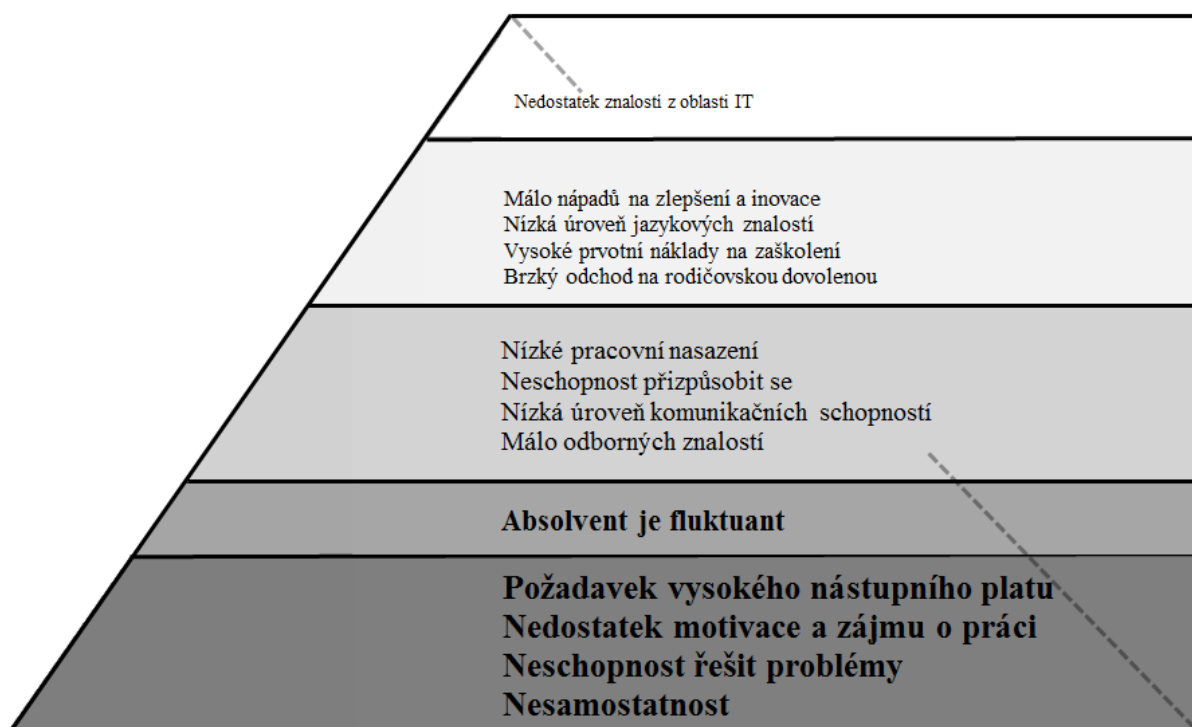 Nedostatek znalosti z oblasti IT
Málo nápadů na zlepšení a inovace
Nízká úroveň jazykových znalostí
Vysoké prvotní náklady na zaškolení
Brzký odchod na rodičovskou dovolenou
Nízké pracovní nasazení
Neschopnost přizpůsobit se
Nízká úroveň komunikačních schopností
Málo odborných znalostí
Absolvent je fluktuant
Požadavek vysokého nástupního platu
Nedostatek motivace a zájmu o práci
Neschopnost řešit problémy
Nesamostatnost